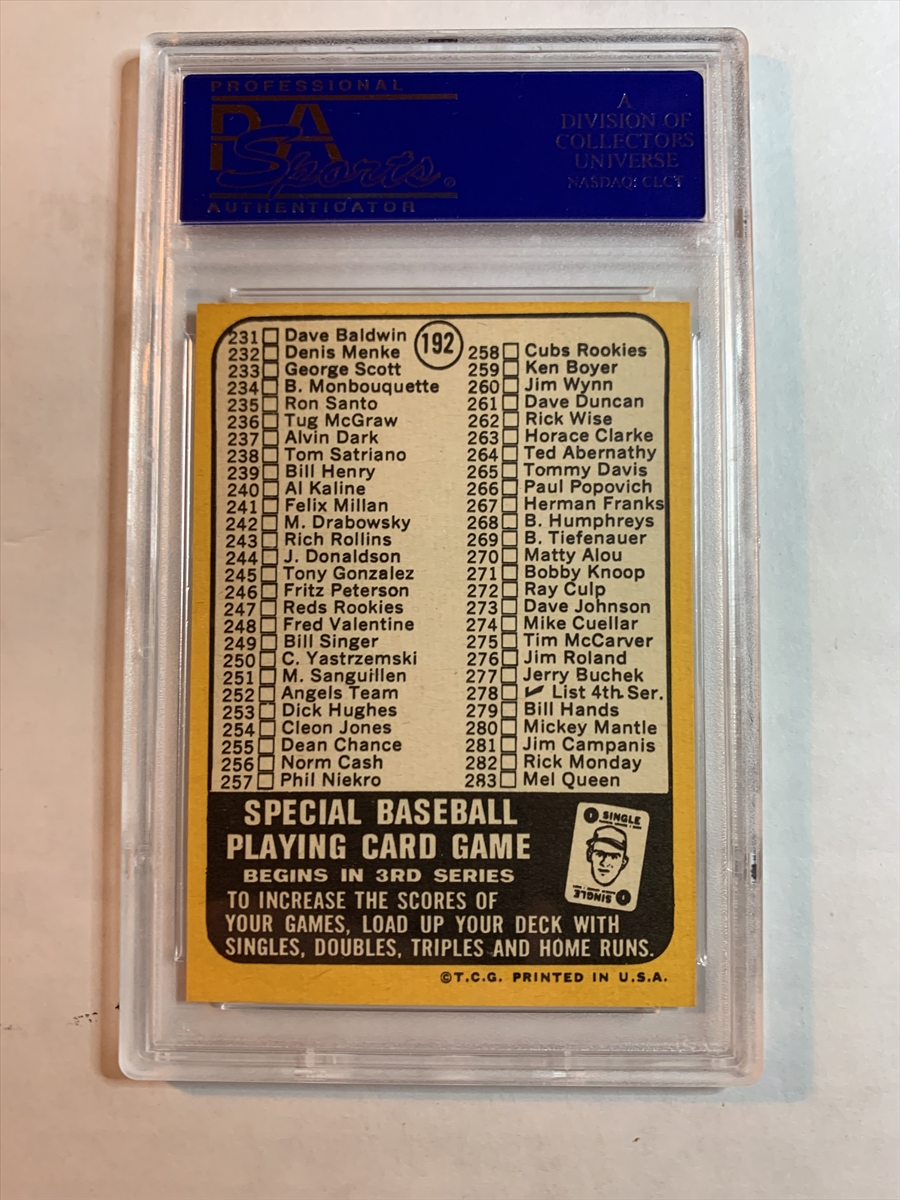 PROFESSIONAL
PSA
Sports®
AUTHENTICATOR
A
DIVISION OF
COLLECTORS
UNIVERSE
NASDAQ: CLCT
192
231 Dave Baldwin
232 Denis Menke
233 George Scott
234 B. Monbouquette
235 Ron Santo
236 Tug McGraw
237 Alvin Dark
238 Tom Satriano
239 Bill Henry
240 Al Kaline
241 Felix Millan
242 M. Drabowsky
243 Rich Rollins
244 J. Donaldson
245 Tony Gonzalez
246 Fritz Peterson
247 Reds Rookies
248 Fred Valentine
249 Bill Singer
250 C. Yastrzemski
251 M. Sanguillen
252 Angels Team
253 Dick Hughes
254 Cleon Jones
255 Dean Chance
256 Norm Cash
257 Phil Niekro
258 Cubs Rookies
259 Ken Boyer
260 Jim Wynn
261 Dave Duncan
262 Rick Wise
263 Horace Clarke
264 Ted Abernathy
265 Tommy Davis
266 Paul Popovich
267 Herman Franks
268 B. Humphreys
269 B. Tiefenauer
270 Matty Alou
271 Bobby Knoop
272 Ray Culp
273 Dave Johnson
274 Mike Cuellar
275 Tim McCarver
276 Jim Roland
277 Jerry Buchek
278 ✓ List 4th Ser.
279 Bill Hands
280 Mickey Mantle
281 Jim Campanis
282 Rick Monday
283 Mel Queen
SPECIAL BASEBALL
PLAYING CARD GAME
BEGINS IN 3RD SERIES
TO INCREASE THE SCORES OF
YOUR GAMES, LOAD UP YOUR DECK WITH
SINGLES, DOUBLES, TRIPLES AND HOME RUNS.
SINGLE
SINGLE
©T.C.G. PRINTED IN U.S.A.